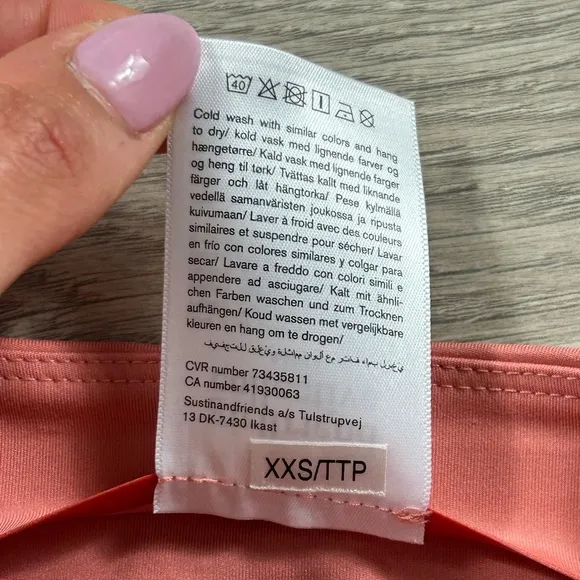 40
Cold wash with similar colors and hang
to dry/ kold vask med lignende farver og
hængetørre/ Kald vask med lignende farger
og heng til tørk/ Tvättas kallt med liknande
färger och låt hängtorka/ Pese kylmällä
vedellä samanväristen joukossa ja ripusta
kuivumaan/ Laver à froid avec des couleurs
similaires et suspendre pour sécher/ Lavar
en frío con colores similares y colgar para
secar/ Lavare a freddo con colori simili e
appendere ad asciugare/ Kalt mit ähnli-
chen Farben waschen und zum Trocknen
aufhängen/ Koud wassen met vergelijkbare
kleuren en hang om te drogen/
CVR number 73435811
CA number 41930063
Sustinandfriends a/s Tulstrupvej
13 DK-7430 Ikast
XXS/TTP